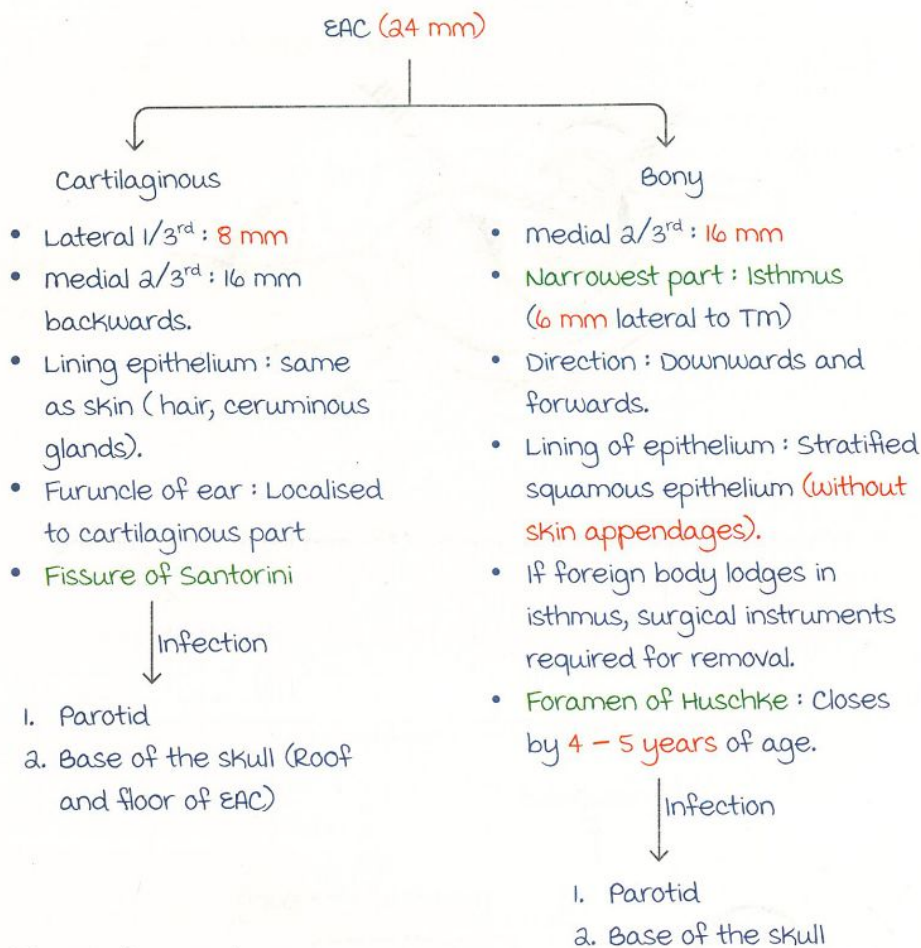 EAC (24 mm)
Cartilaginous
• Lateral 1/3rd : 8 mm
• medial 2/3rd : 16 mm
backwards.
• Lining epithelium : same
as skin (hair, ceruminous
glands).
• Furuncle of ear : Localised
to cartilaginous part
• Fissure of Santorini
Infection
1. Parotid
2. Base of the skull (Roof
and floor of EAC)
Bony
• medial 2/3rd : 16 mm
• Narrowest part : Isthmus
(6 mm lateral to TM)
• Direction : Downwards and
forwards.
• Lining of epithelium : Stratified
squamous epithelium (without
skin appendages).
• If foreign body lodges in
isthmus, surgical instruments
required for removal.
• Foramen of Huschke : Closes
by 4 – 5 years of age.
Infection
1. Parotid
2. Base of the skull